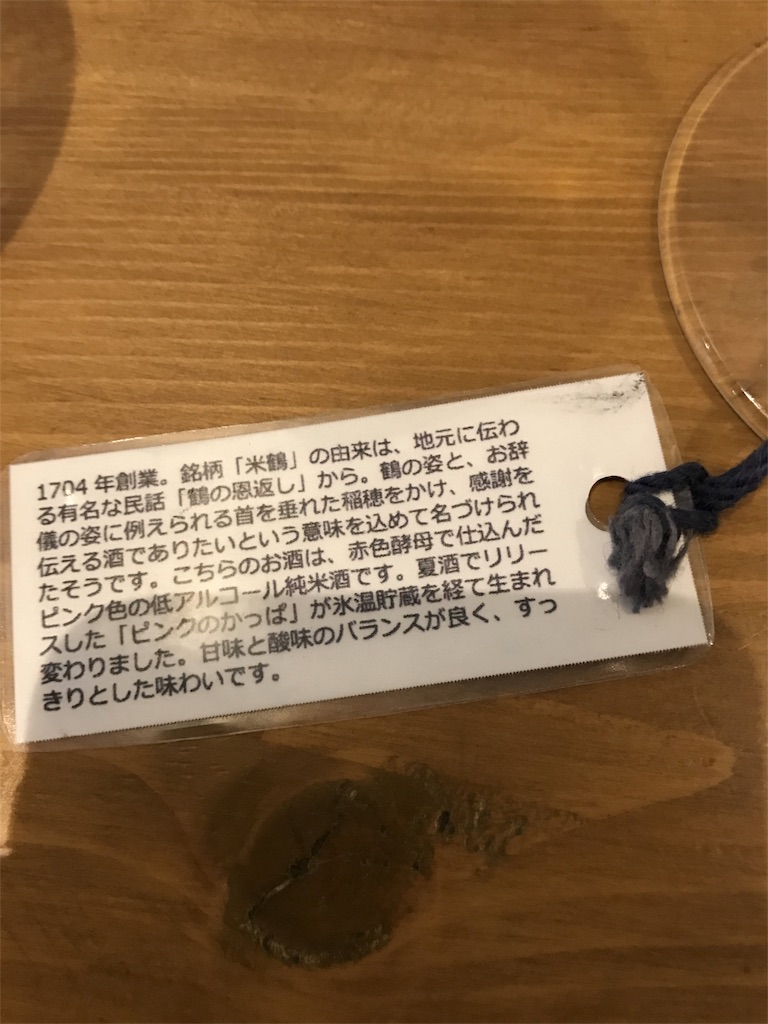 1704 年創業。銘柄「米鶴」の由来は、地元に伝わ
る有名な民話「鶴の恩返し」から。鶴の姿と、お辞
儀の姿に例えられる首を垂れた稲穂をかけ、感謝を
伝える酒でありたいという意味を込めて名づけられ
たそうです。こちらのお酒は、赤色酵母で仕込んだ
ピンク色の低アルコール純米酒です。夏酒でリリー
スした「ピンクのかっぱ」が氷温貯蔵を経て生まれ
変わりました。甘味と酸味のバランスが良く、すっ
きりとした味わいです。